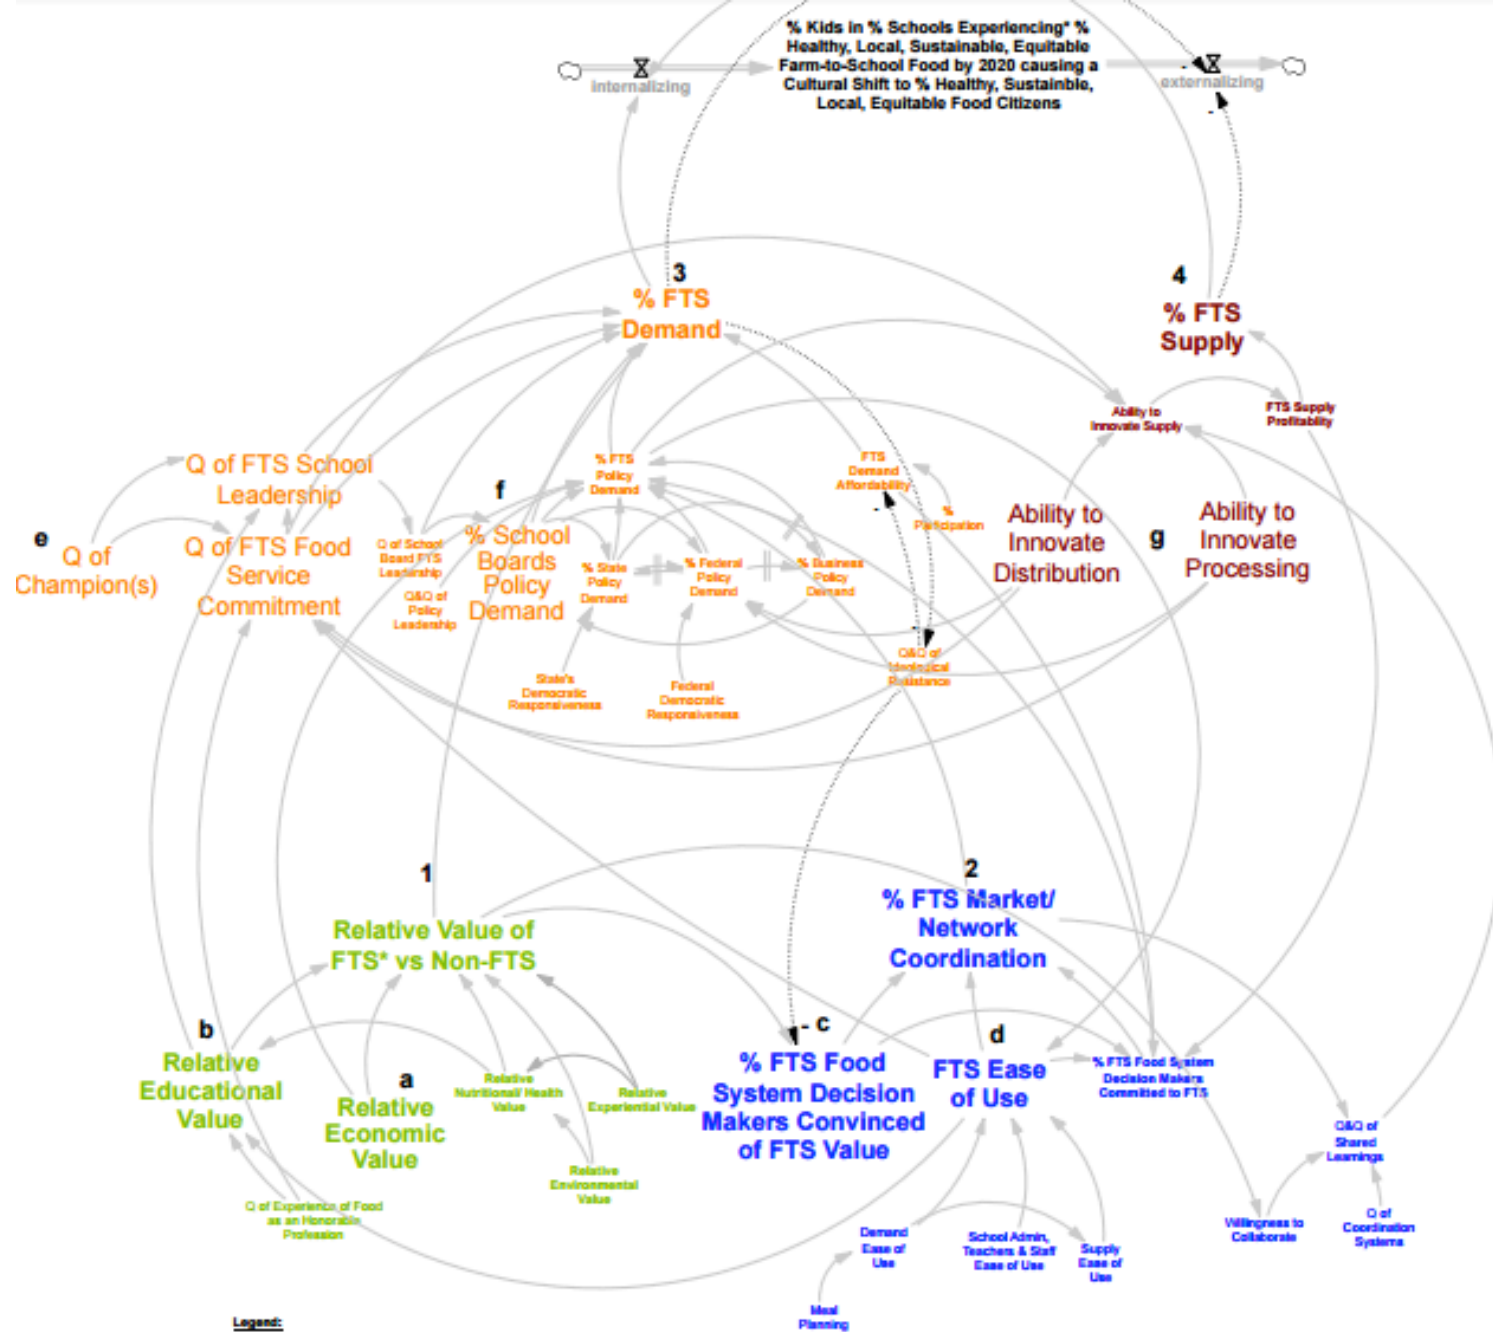 % Kids in % Schools Experiencing* %
Healthy, Local, Sustainable, Equitable
Farm-to-School Food by 2020 causing a
Cultural Shift to % Healthy, Sustainble,
Local, Equitable Food Citizens
internalizing
-
externalizing
-
3
% FTS
Demand
4
% FTS
Supply
Ability to
Innovate Supply
FTS Supply
Profitability
Q of FTS School
Leadership
e
Q of
Champion(s)
Q of FTS Food
Service
Commitment
Q of School
Board FTS
Leadership
Q&Q of
Policy
Leadership
f
% School
Boards
Policy
Demand
% FTS
Policy
Demand
% State
Policy
Demand
% Federal
Policy
Demand
% Business
Policy
Demand
FTS
Demand
Affordability
-
%
Participation
Ability to
Innovate
Distribution
g
Ability to
Innovate
Processing
-
Q&Q of
Ideological
Resistance
State's
Democratic
Responsiveness
Federal
Democratic
Responsiveness
1
Relative Value of
FTS* vs Non-FTS
2
% FTS Market/
Network
Coordination
b
Relative
Educational
Value
a
Relative
Economic
Value
Relative
Nutritional/ Health
Value
Relative
Experiential Value
Relative
Environmental
Value
Q of Experience of Food
as an Honorable
Profession
- c
% FTS Food
System Decision
Makers Convinced
of FTS Value
d
FTS Ease
of Use
% FTS Food System
Decision Makers
Committed to FTS
Q&Q of
Shared
Learnings
Willingness to
Collaborate
Q of
Coordination
Systems
Demand
Ease of
Use
School Admin,
Teachers & Staff
Ease of Use
Supply
Ease of
Use
Meal
Planning
Legend: